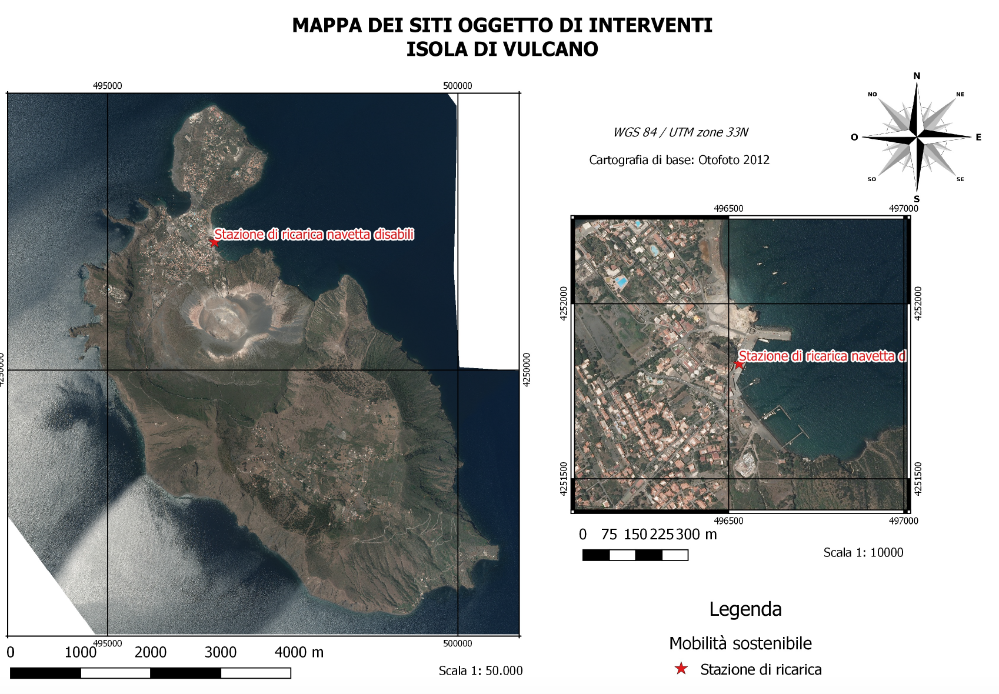 MAPPA DEI SITI OGGETTO DI INTERVENTI
ISOLA DI VULCANO
495000 500000
Stazione di ricarica navetta disabili
4250000 4250000
495000 500000
0 1000 2000 3000 4000 m
Scala 1: 50.000
N
NO NE
O E
SO SE
S
WGS 84 / UTM zone 33N
Cartografia di base: Otofoto 2012
496500 497000
4252000 4252000
Stazione di ricarica navetta d
4251500 4251500
496500 497000
0 75 150 225 300 m
Scala 1: 10000
Legenda
Mobilità sostenibile
Stazione di ricarica